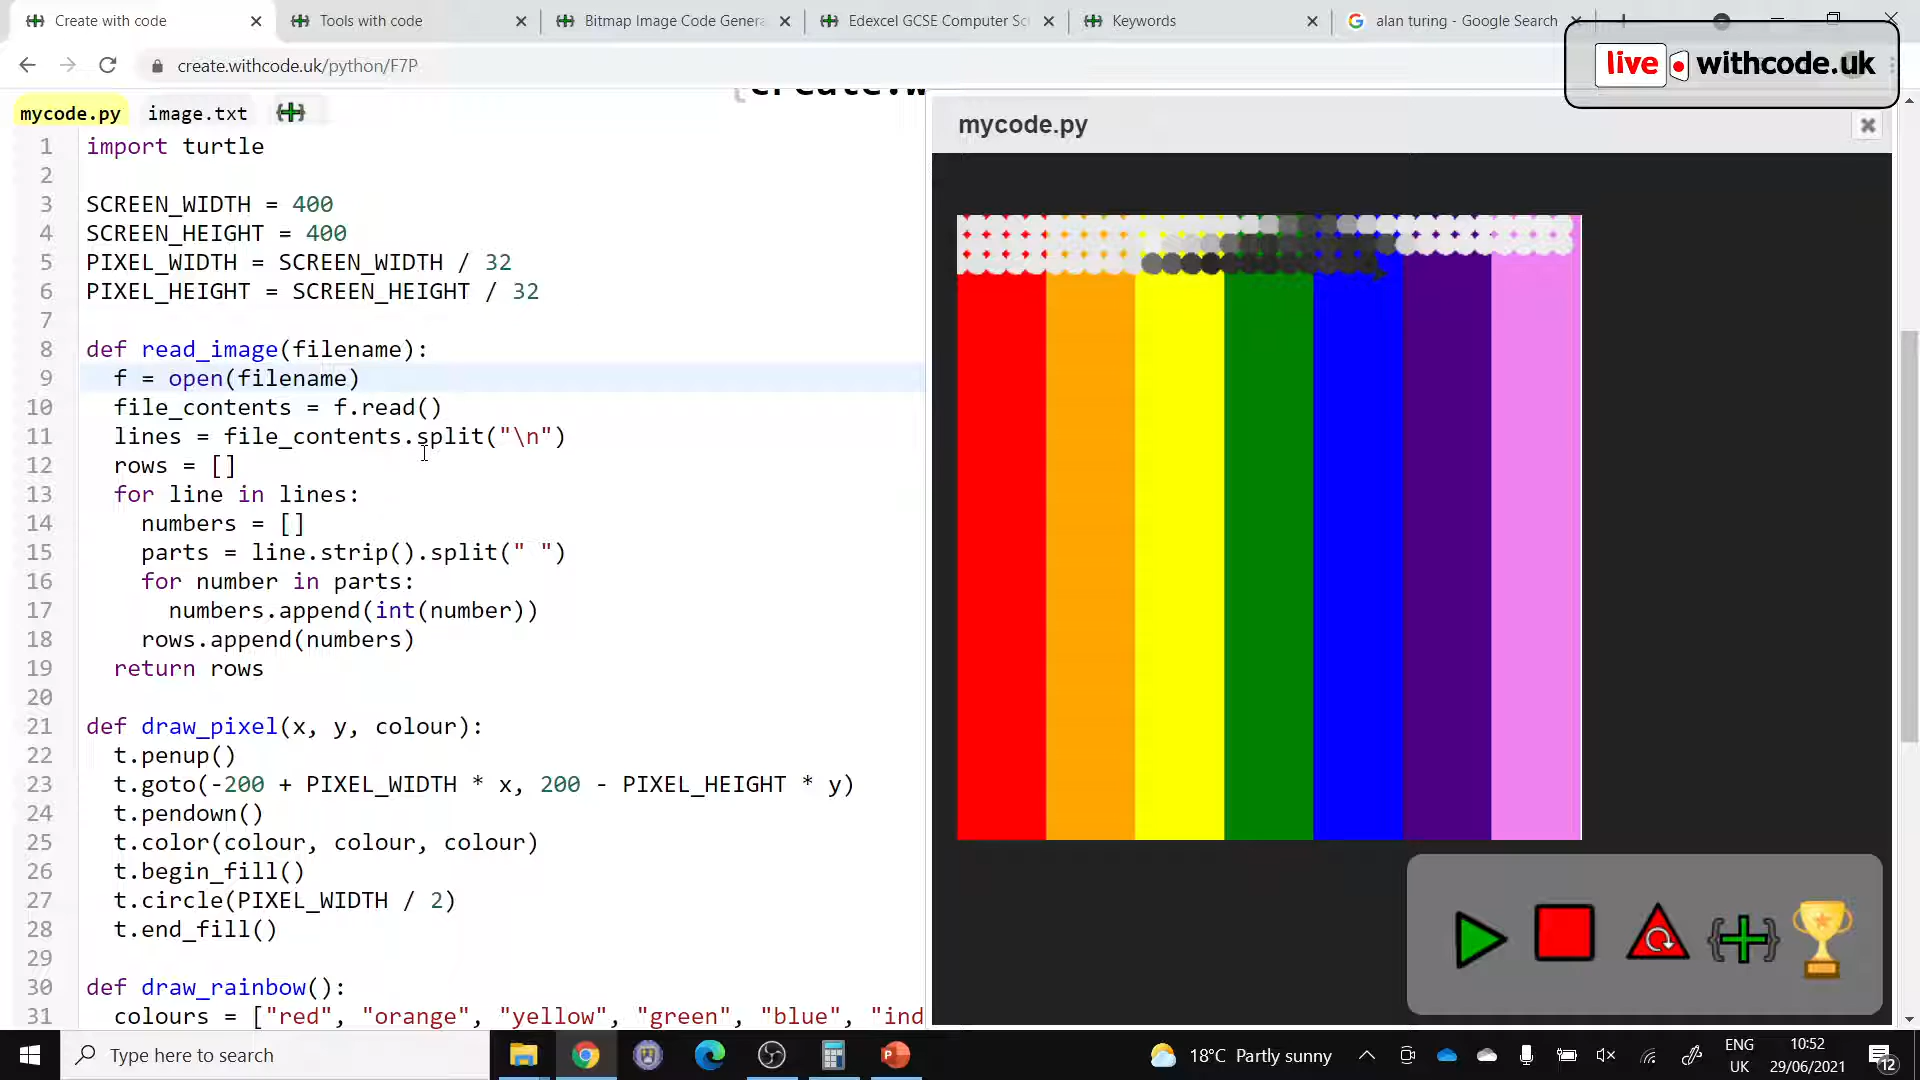 Create with code
Tools with code
Bitmap Image Code Genera
Edexcel GCSE Computer Sc
Keywords
alan turing - Google Search
create.withcode.uk/python/F7P
live withcode.uk
mycode.py
image.txt
{create.w
mycode.py
1 import turtle
2
3 SCREEN_WIDTH = 400
4 SCREEN_HEIGHT = 400
5 PIXEL_WIDTH = SCREEN_WIDTH / 32
6 PIXEL_HEIGHT = SCREEN_HEIGHT / 32
7
8 def read_image(filename):
9 f = open(filename)
10 file_contents = f.read()
11 lines = file_contents.split("\n")
12 rows = []
13 for line in lines:
14 numbers = []
15 parts = line.strip().split(" ")
16 for number in parts:
17 numbers.append(int(number))
18 rows.append(numbers)
19 return rows
20
21 def draw_pixel(x, y, colour):
22 t.penup()
23 t.goto(-200 + PIXEL_WIDTH * x, 200 - PIXEL_HEIGHT * y)
24 t.pendown()
25 t.color(colour, colour, colour)
26 t.begin_fill()
27 t.circle(PIXEL_WIDTH / 2)
28 t.end_fill()
29
30 def draw_rainbow():
31 colours = ["red", "orange", "yellow", "green", "blue", "ind
Type here to search
18°C Partly sunny
ENG
UK
10:52
29/06/2021
12